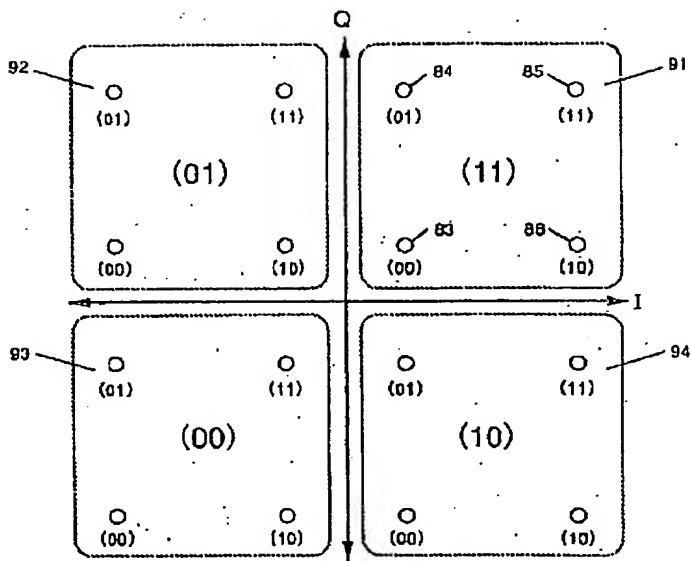 Q
92 84 85 91
(01) (11) (01) (11)
(01) (11)
83 88
(00) (10) (00) (10)
I
93 94
(01) (11) (01) (11)
(00) (10)
(00) (10) (00) (10)